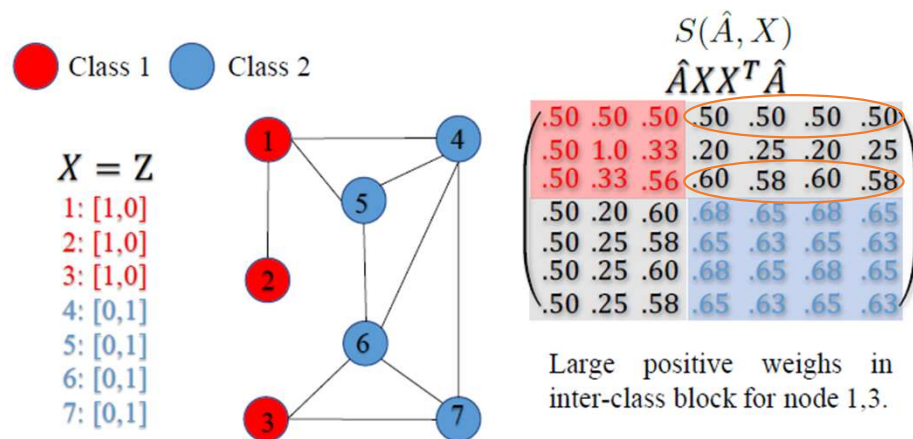 Class 1 Class 2
X = Z
1: [1,0]
2: [1,0]
3: [1,0]
4: [0,1]
5: [0,1]
6: [0,1]
7: [0,1]
1
4
5
2
6
3
7
S(Â, X)
ÂXXᵀÂ
.50 .50 .50 .50 .50 .50 .50
.50 1.0 .33 .20 .25 .20 .25
.50 .33 .56 .60 .58 .60 .58
.50 .20 .60 .68 .65 .68 .65
.50 .25 .58 .65 .63 .65 .63
.50 .25 .60 .68 .65 .68 .65
.50 .25 .58 .65 .63 .65 .63
Large positive weighs in
inter-class block for node 1,3.